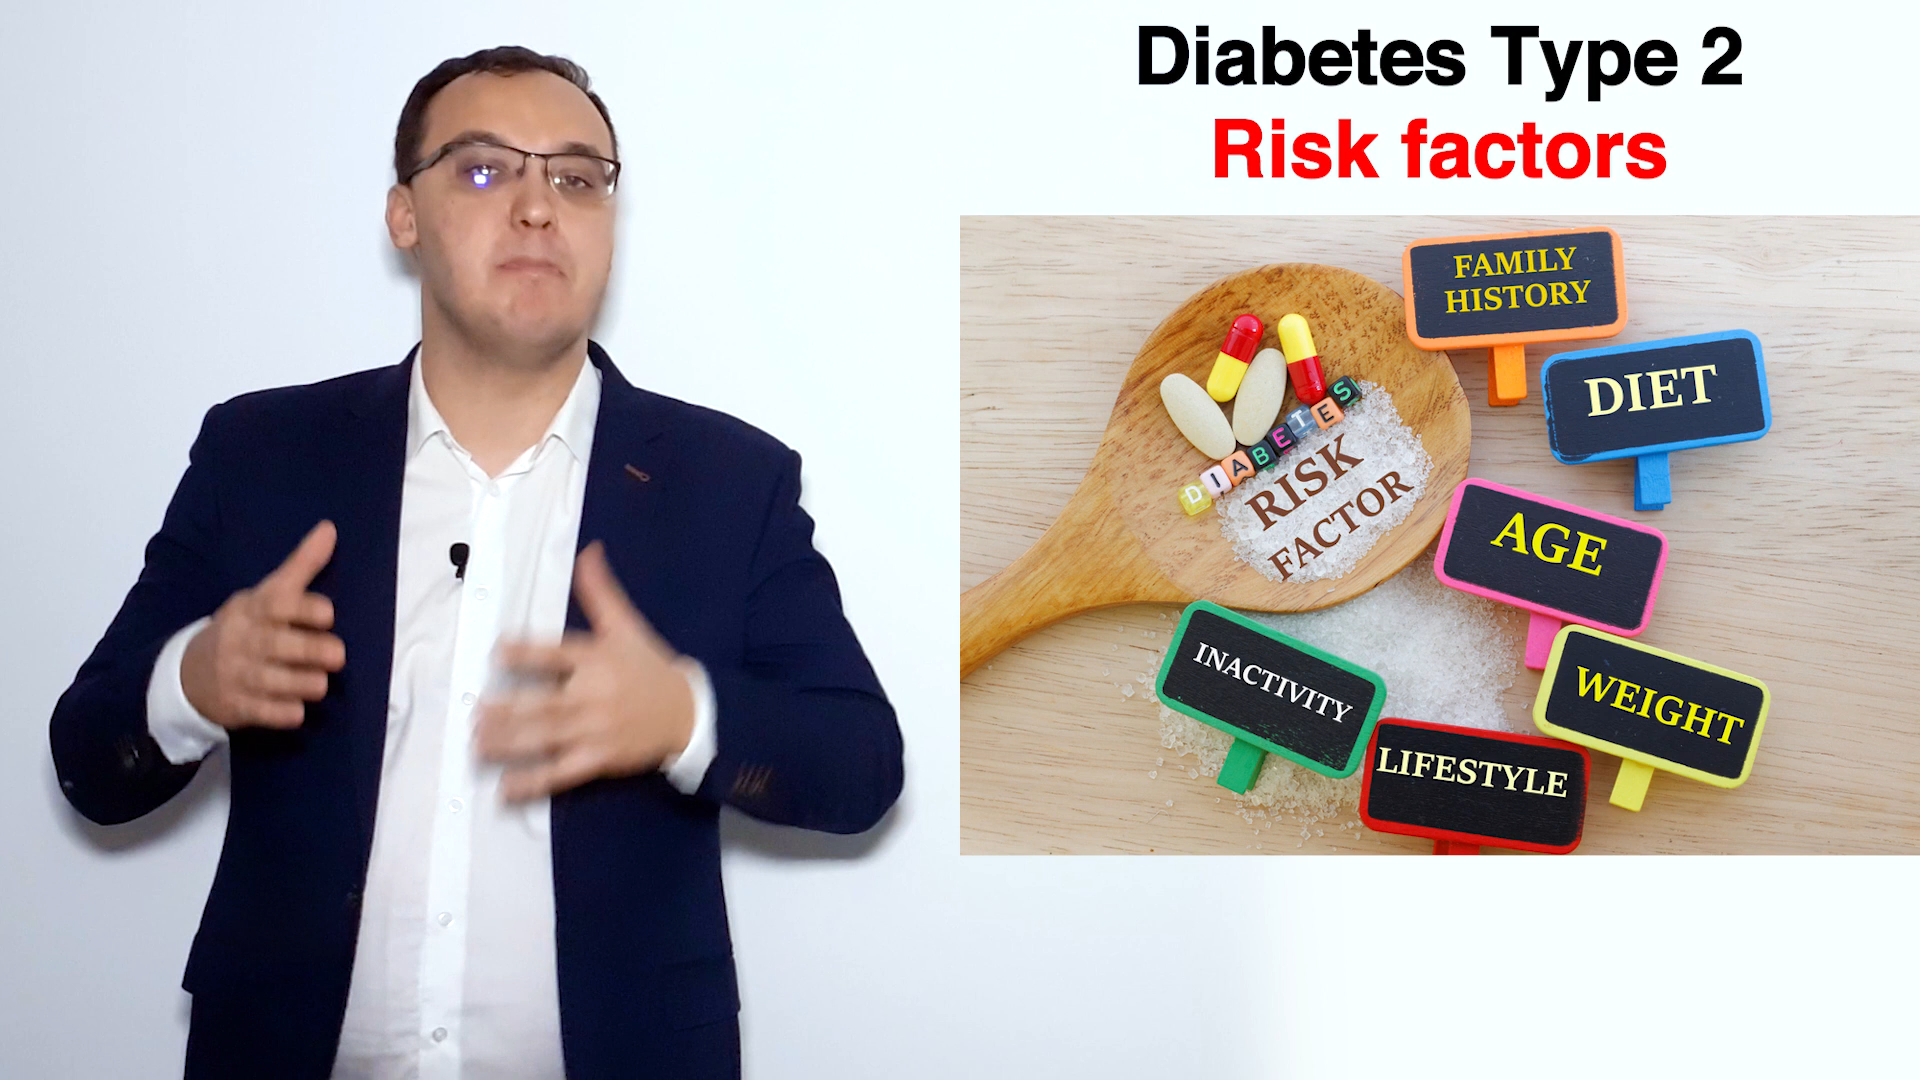 Diabetes Type 2
Risk factors
FAMILY
HISTORY
DIET
DIABETES
RISK
FACTOR
AGE
INACTIVITY
WEIGHT
LIFESTYLE